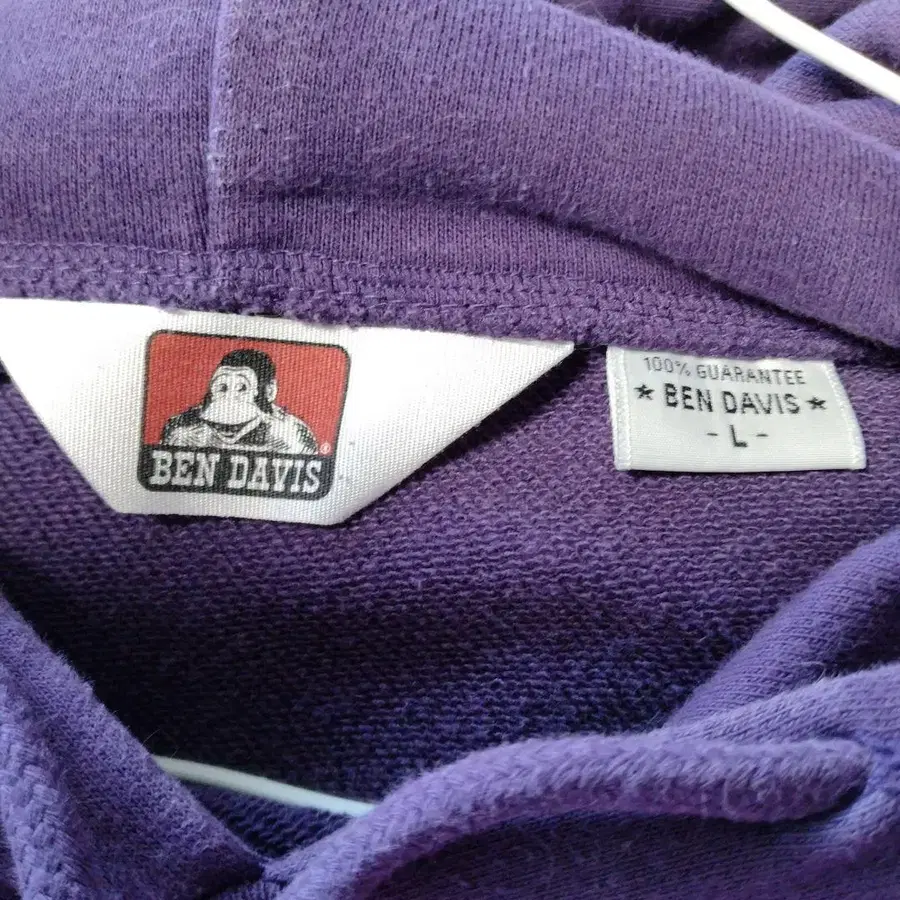 BEN DAVIS
®
100% GUARANTEE
★ BEN DAVIS ★
- L -